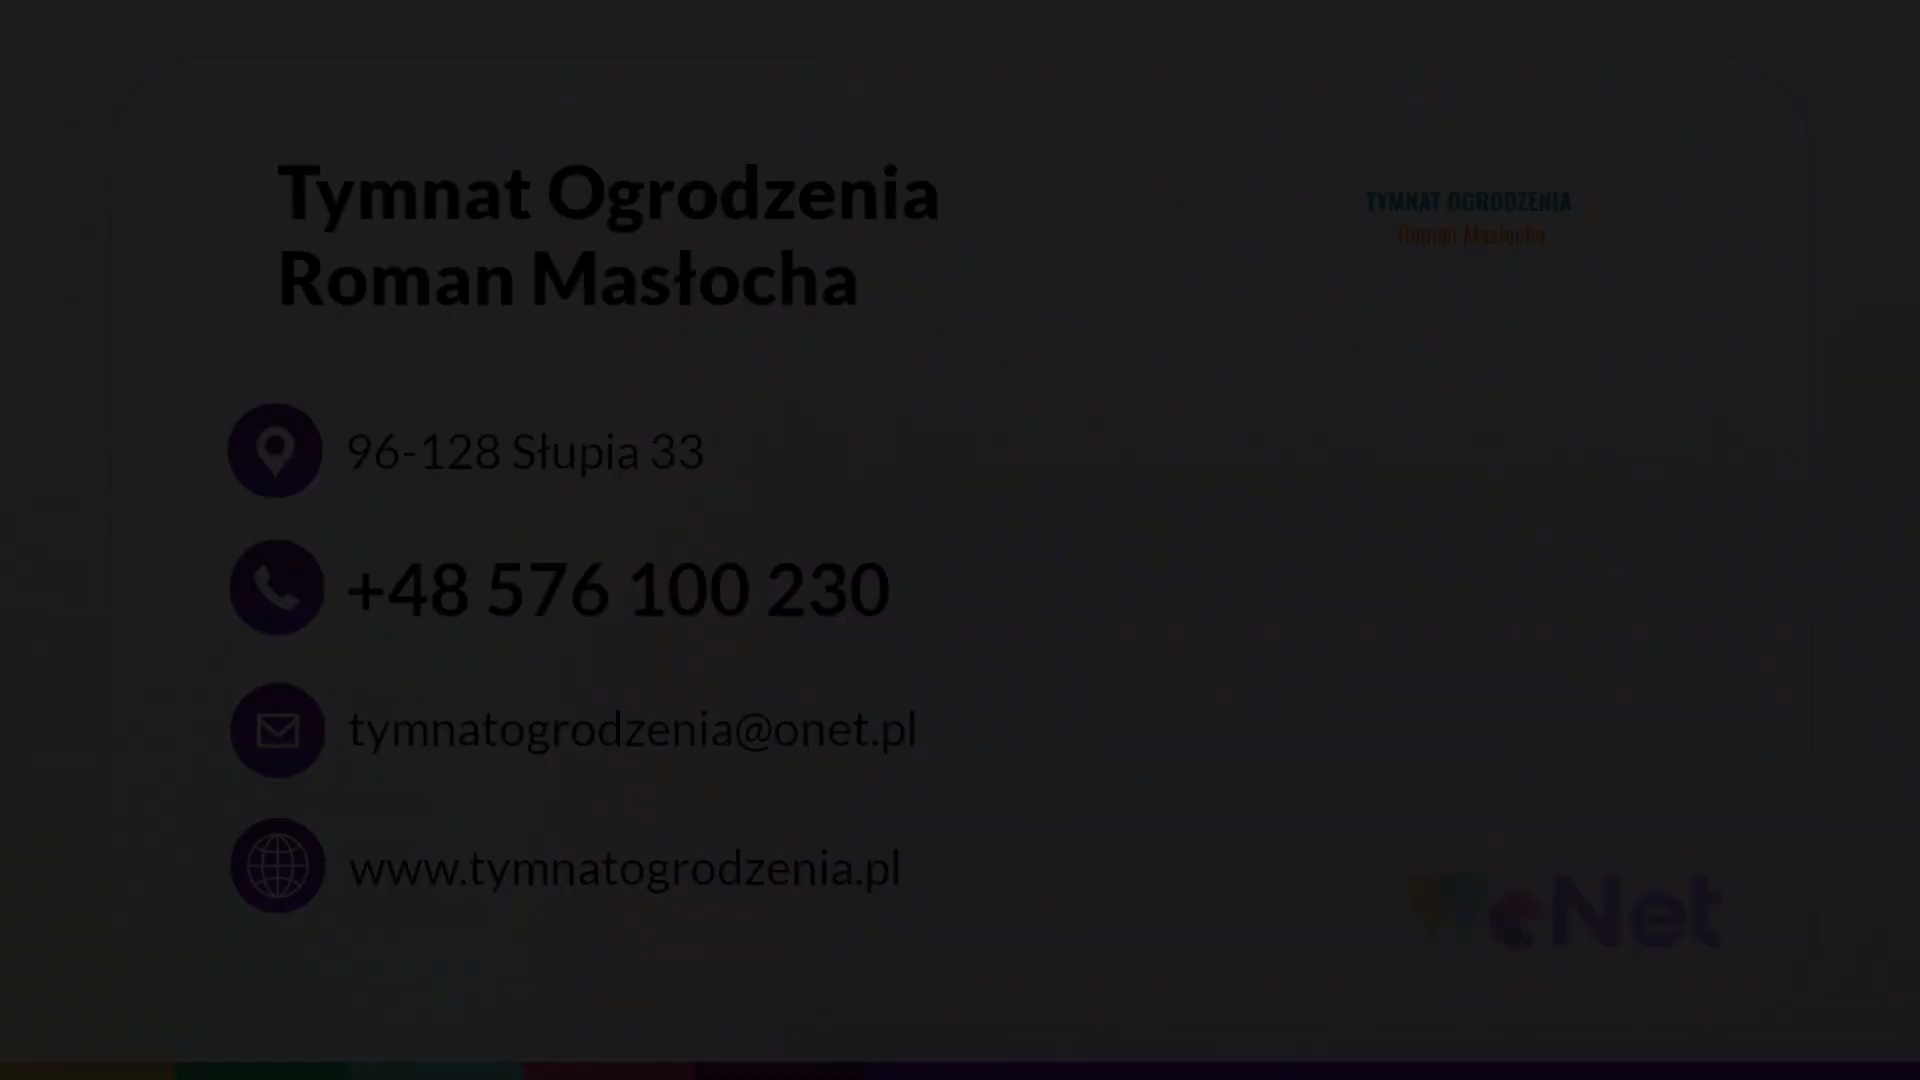 Tymnat Ogrodzenia
Roman Masłocha
TYMNAT OGRODZENIA
Roman Masłocha
96-128 Słupia 33
+48 576 100 230
tymnatogrodzenia@onet.pl
www.tymnatogrodzenia.pl
WeNet